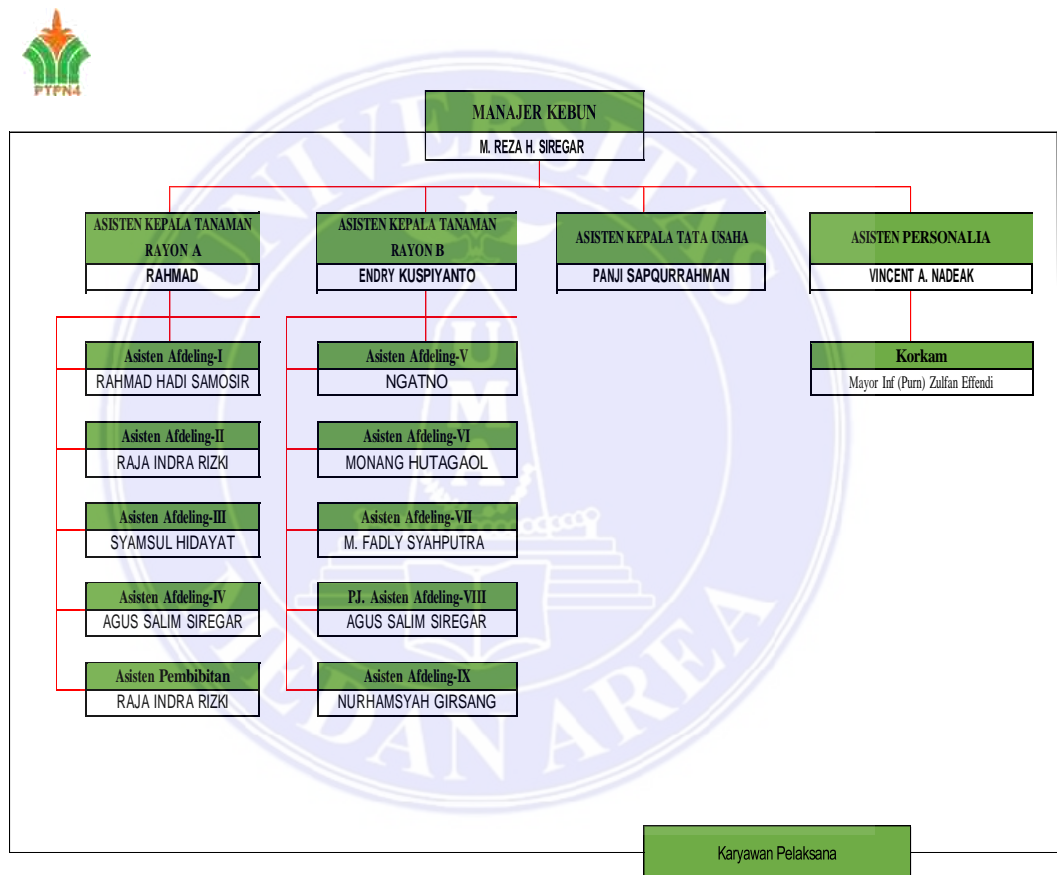 PTPN4
MANAJER KEBUN
M. REZA H. SIREGAR
ASISTEN KEPALA TANAMAN
RAYON A
RAHMAD
ASISTEN KEPALA TANAMAN
RAYON B
ENDRY KUSPIYANTO
ASISTEN KEPALA TATA USAHA
PANJI SAPQURRAHMAN
ASISTEN PERSONALIA
VINCENT A. NADEAK
Asisten Afdeling-I
RAHMAD HADI SAMOSIR
Asisten Afdeling-V
NGATNO
Korkam
Mayor Inf (Purn) Zulfan Effendi
Asisten Afdeling-II
RAJA INDRA RIZKI
Asisten Afdeling-VI
MONANG HUTAGAOL
Asisten Afdeling-III
SYAMSUL HIDAYAT
Asisten Afdeling-VII
M. FADLY SYAHPUTRA
Asisten Afdeling-IV
AGUS SALIM SIREGAR
PJ. Asisten Afdeling-VIII
AGUS SALIM SIREGAR
Asisten Pembibitan
RAJA INDRA RIZKI
Asisten Afdeling-IX
NURHAMSYAH GIRSANG
Karyawan Pelaksana
UNIVERSITAS
MEDAN AREA
UMA